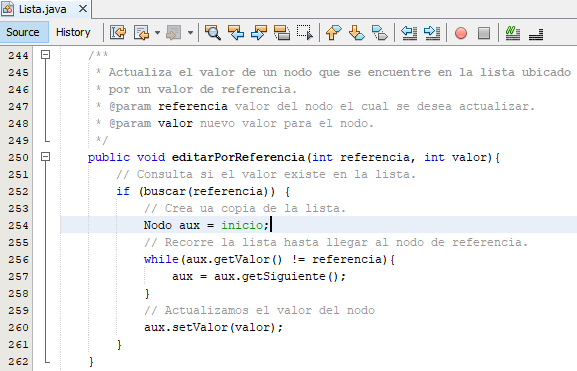 Lista.java
Source History
244 /**
245 * Actualiza el valor de un nodo que se encuentre en la lista ubicado
246 * por un valor de referencia.
247 * @param referencia valor del nodo el cual se desea actualizar.
248 * @param valor nuevo valor para el nodo.
249 */
250 public void editarPorReferencia(int referencia, int valor){
251 // Consulta si el valor existe en la lista.
252 if (buscar(referencia)) {
253 // Crea ua copia de la lista.
254 Nodo aux = inicio;
255 // Recorre la lista hasta llegar al nodo de referencia.
256 while(aux.getValor() != referencia){
257 aux = aux.getSiguiente();
258 }
259 // Actualizamos el valor del nodo
260 aux.setValor(valor);
261 }
262 }